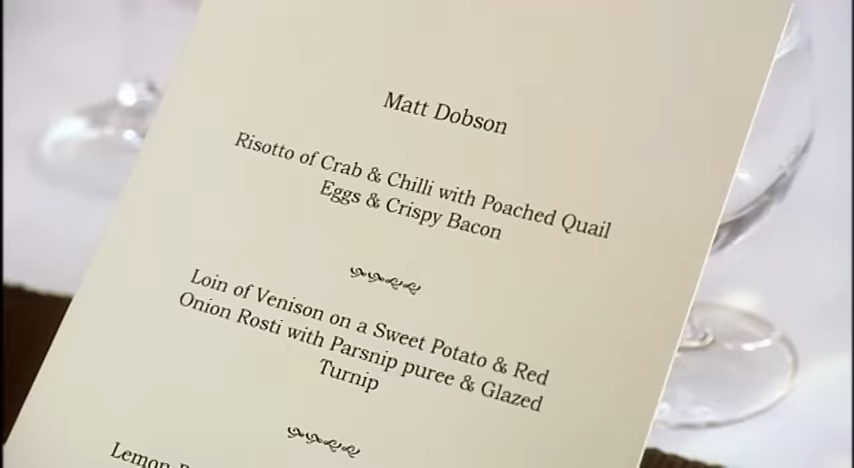 Matt Dobson
Risotto of Crab & Chilli with Poached Quail
Eggs & Crispy Bacon
Loin of Venison on a Sweet Potato & Red
Onion Rosti with Parsnip puree & Glazed
Turnip
Lemon